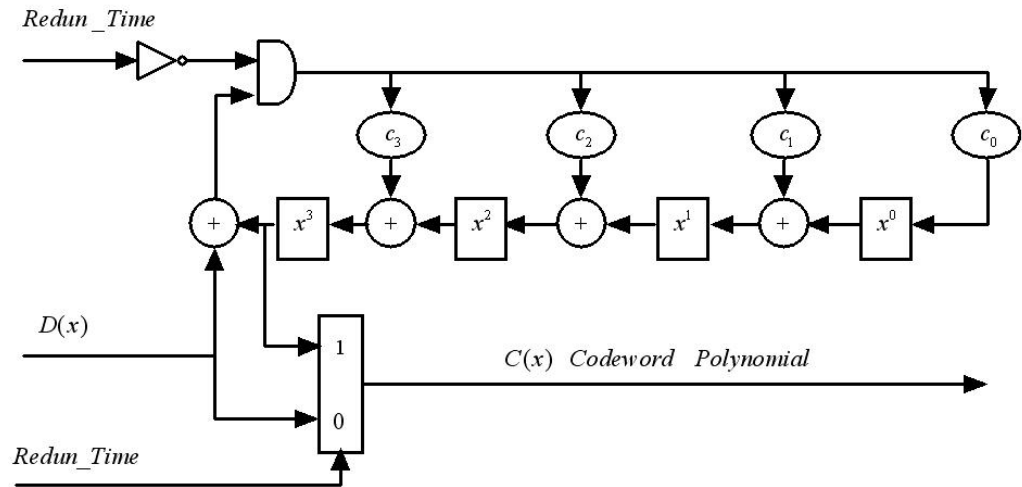 Redun_Time
c₃ c₂ c₁ c₀
+ x³ + x² + x¹ + x⁰
D(x)
1
C(x) Codeword Polynomial
0
Redun_Time